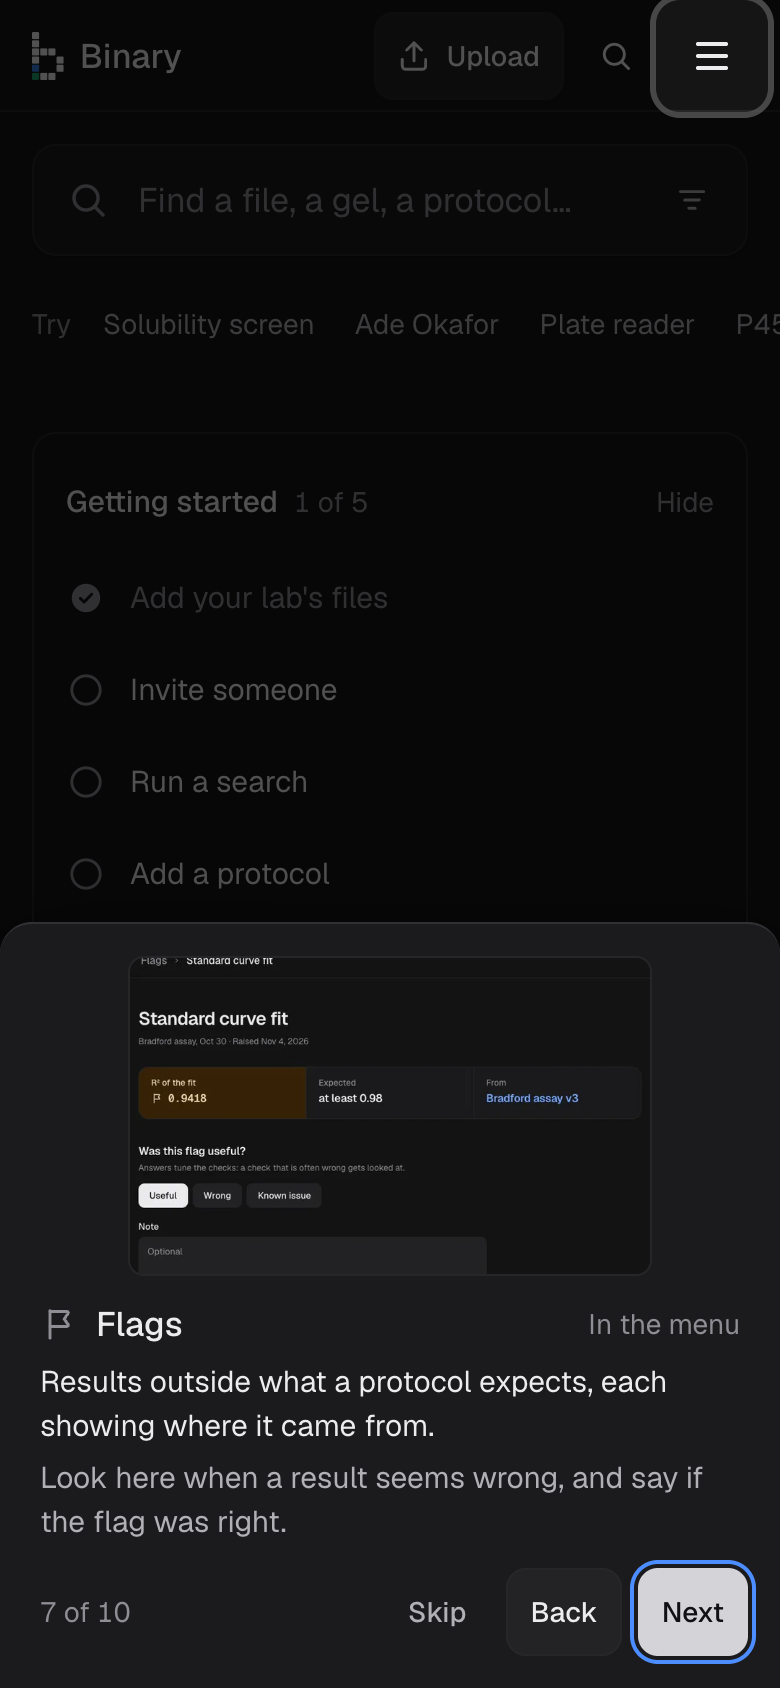 Binary
Upload
Find a file, a gel, a protocol...
Try Solubility screen Ade Okafor Plate reader P45
Getting started 1 of 5 Hide
Add your lab's files
Invite someone
Run a search
Add a protocol
Flags › Standard curve fit
Standard curve fit
Bradford assay, Oct 30 · Raised Nov 4, 2026
R² of the fit Expected From
0.9418 at least 0.98 Bradford assay v3
Was this flag useful?
Answers tune the checks: a check that is often wrong gets looked at.
Useful Wrong Known issue
Note
Optional
Flags In the menu
Results outside what a protocol expects, each
showing where it came from.
Look here when a result seems wrong, and say if
the flag was right.
7 of 10 Skip Back Next